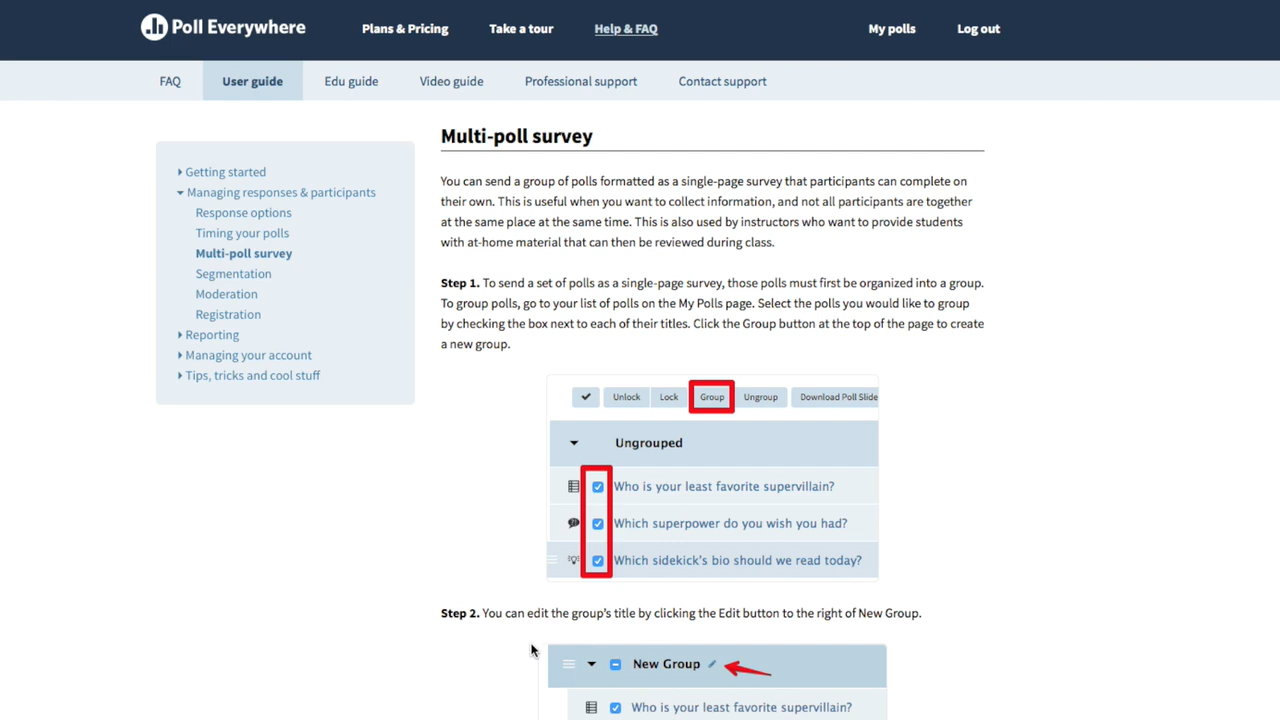 Poll Everywhere
Plans & Pricing
Take a tour
Help & FAQ
My polls
Log out
FAQ
User guide
Edu guide
Video guide
Professional support
Contact support
Getting started
Managing responses & participants
Response options
Timing your polls
Multi-poll survey
Segmentation
Moderation
Registration
Reporting
Managing your account
Tips, tricks and cool stuff
Multi-poll survey
You can send a group of polls formatted as a single-page survey that participants can complete on
their own. This is useful when you want to collect information, and not all participants are together
at the same place at the same time. This is also used by instructors who want to provide students
with at-home material that can then be reviewed during class.
Step 1. To send a set of polls as a single-page survey, those polls must first be organized into a group.
To group polls, go to your list of polls on the My Polls page. Select the polls you would like to group
by checking the box next to each of their titles. Click the Group button at the top of the page to create
a new group.
Unlock
Lock
Group
Ungroup
Download Poll Slide
Ungrouped
Who is your least favorite supervillain?
Which superpower do you wish you had?
Which sidekick's bio should we read today?
Step 2. You can edit the group's title by clicking the Edit button to the right of New Group.
New Group
Who is your least favorite supervillain?